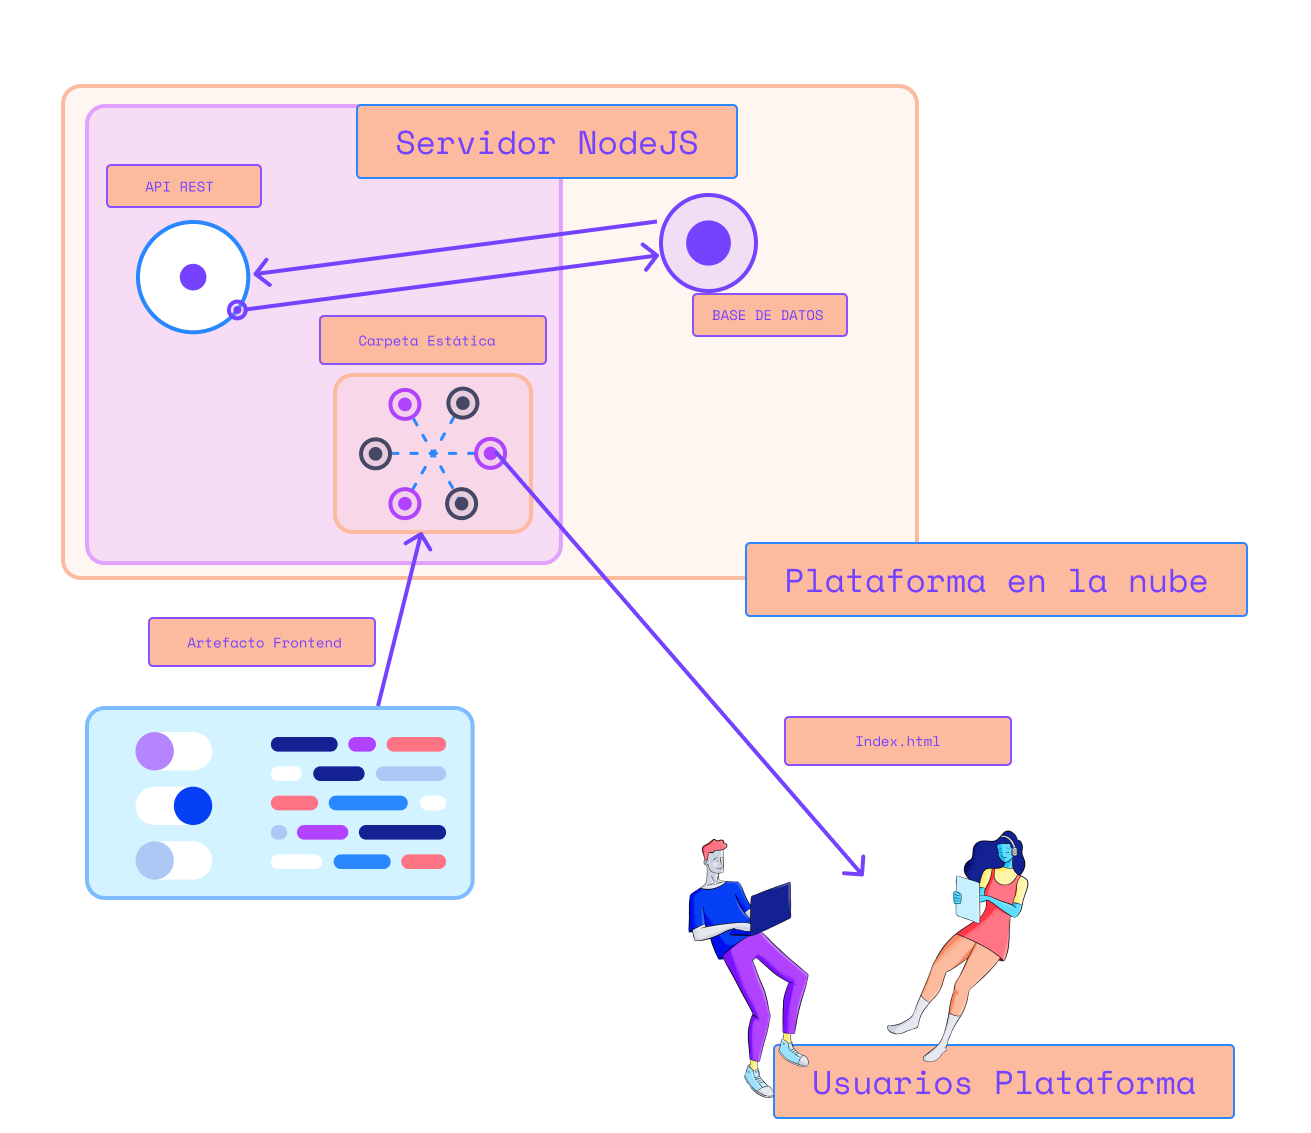 Servidor NodeJS
API REST
BASE DE DATOS
Carpeta Estática
Plataforma en la nube
Artefacto Frontend
Index.html
Usuarios Plataforma